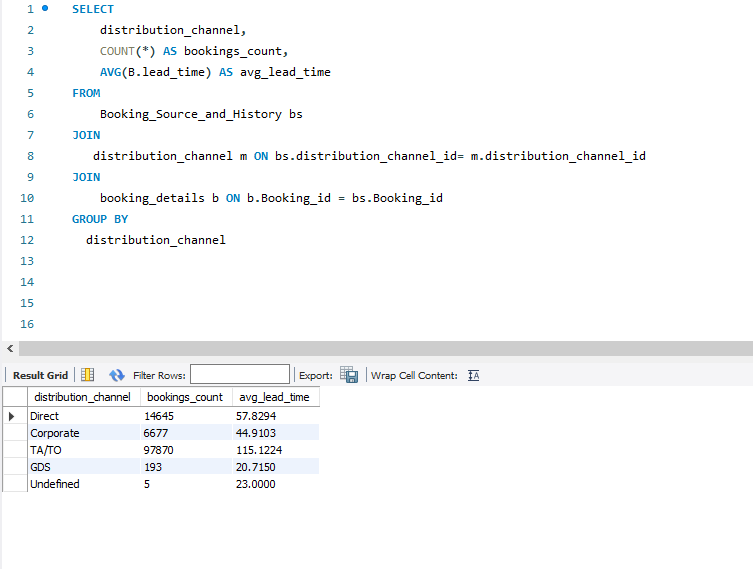 1 SELECT
2 distribution_channel,
3 COUNT(*) AS bookings_count,
4 AVG(B.lead_time) AS avg_lead_time
5 FROM
6 Booking_Source_and_History bs
7 JOIN
8 distribution_channel m ON bs.distribution_channel_id= m.distribution_channel_id
9 JOIN
10 booking_details b ON b.Booking_id = bs.Booking_id
11 GROUP BY
12 distribution_channel
13
14
15
16
Result Grid Filter Rows: Export: Wrap Cell Content: IA
distribution_channel bookings_count avg_lead_time
Direct 14645 57.8294
Corporate 6677 44.9103
TA/TO 97870 115.1224
GDS 193 20.7150
Undefined 5 23.0000